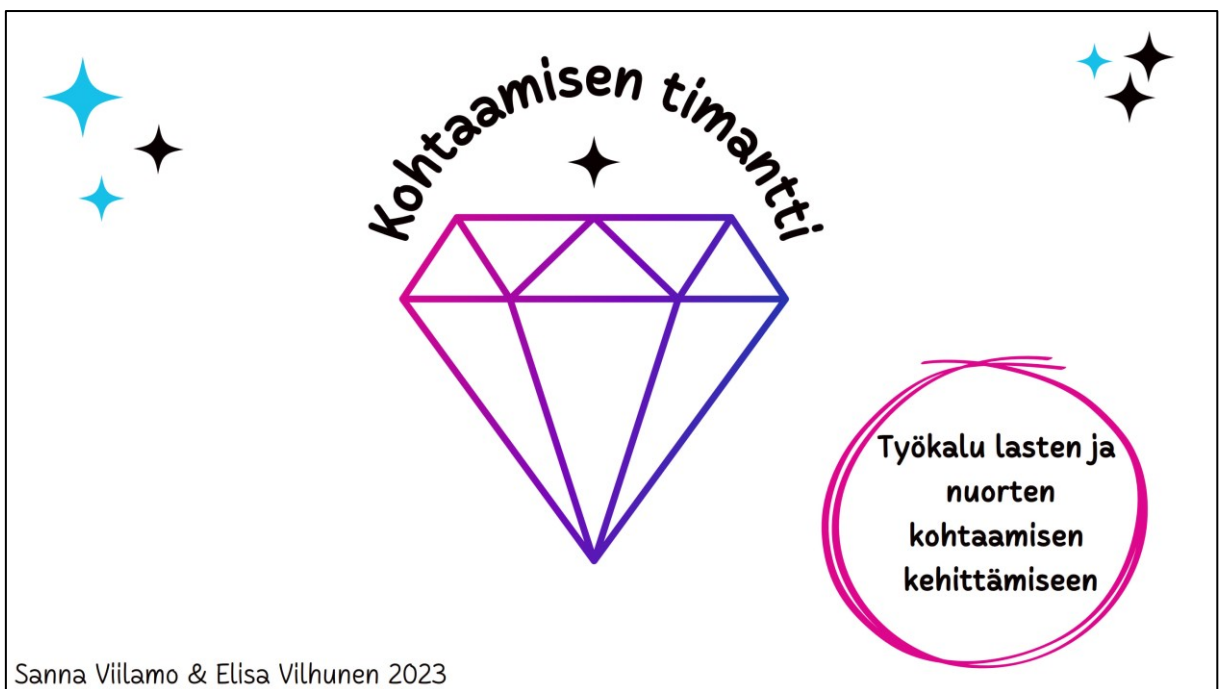 Kohtaamisen timantti
Työkalu lasten ja
nuorten
kohtaamisen
kehittämiseen
Sanna Viilamo & Elisa Vilhunen 2023